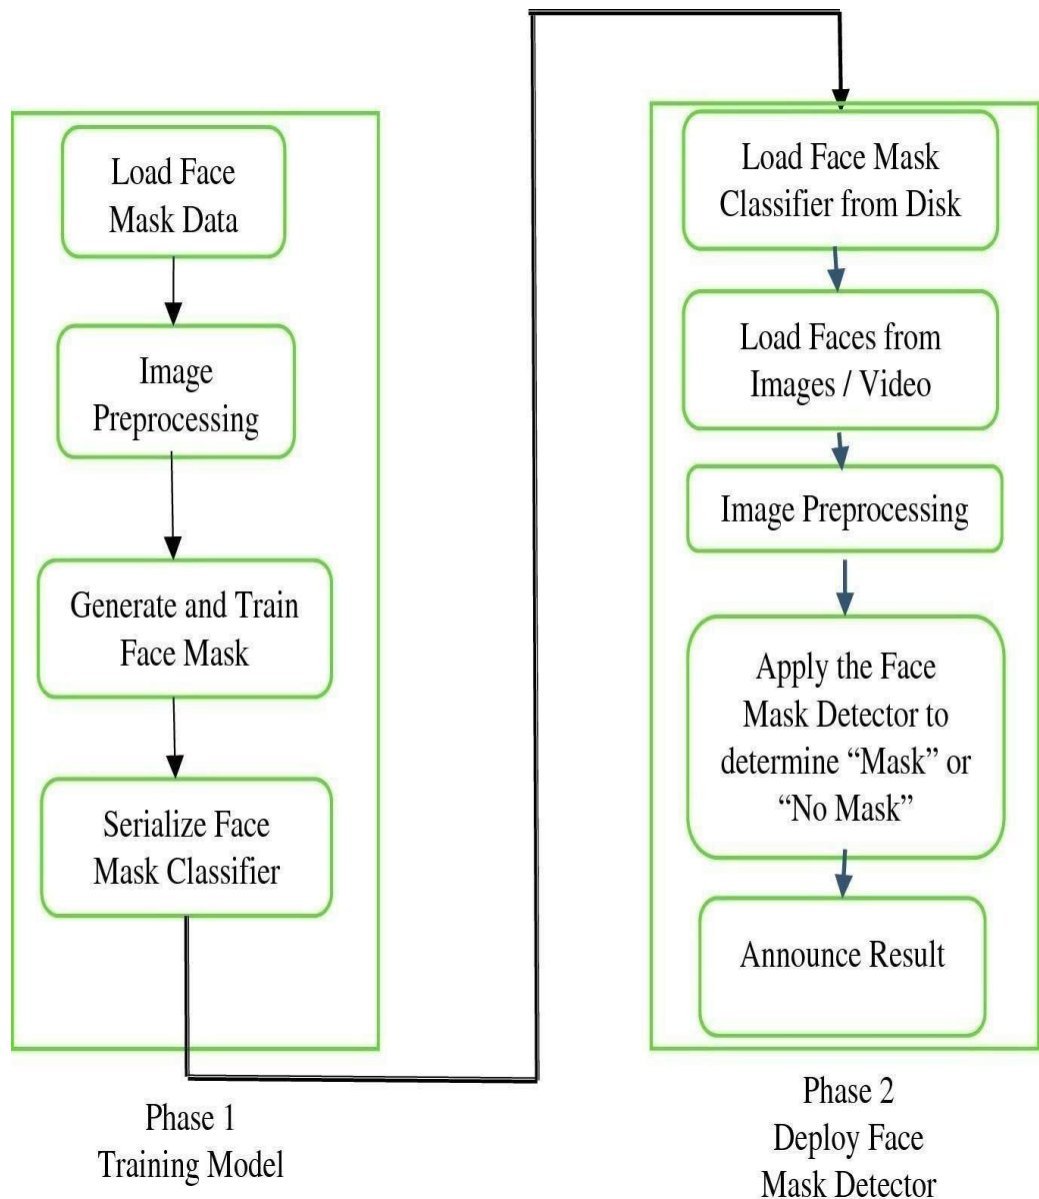 Load Face
Mask Data
Image
Preprocessing
Generate and Train
Face Mask
Serialize Face
Mask Classifier
Phase 1
Training Model
Load Face Mask
Classifier from Disk
Load Faces from
Images / Video
Image Preprocessing
Apply the Face
Mask Detector to
determine “Mask” or
“No Mask”
Announce Result
Phase 2
Deploy Face
Mask Detector